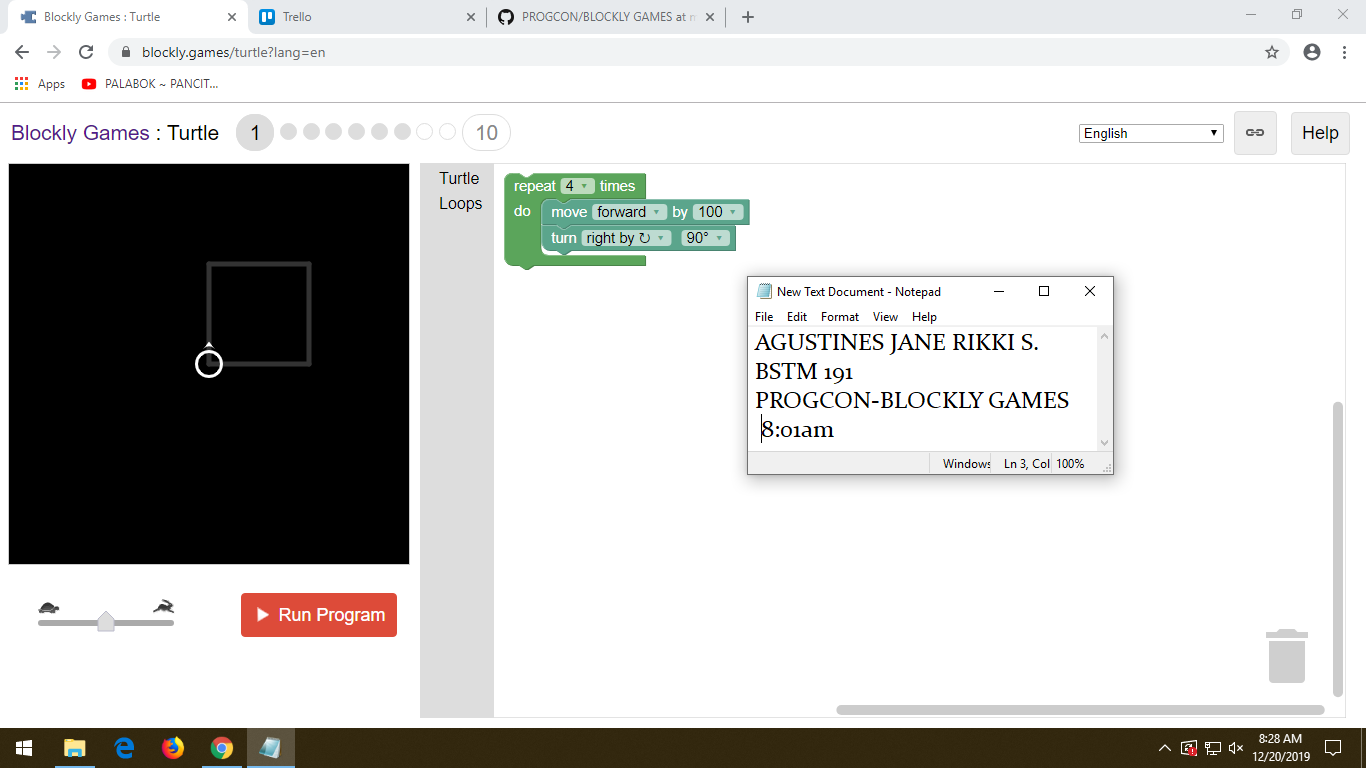 Blockly Games : Turtle
Trello
PROGCON/BLOCKLY GAMES at
blockly.games/turtle?lang=en
Apps
PALABOK ~ PANCIT...
Blockly Games : Turtle
1
10
English
Help
Turtle
Loops
repeat 4 times
do
move forward by 100
turn right by ↻ 90°
New Text Document - Notepad
File Edit Format View Help
AGUSTINES JANE RIKKI S.
BSTM 191
PROGCON-BLOCKLY GAMES
8:01am
Windows
Ln 3, Col
100%
Run Program
8:28 AM
12/20/2019